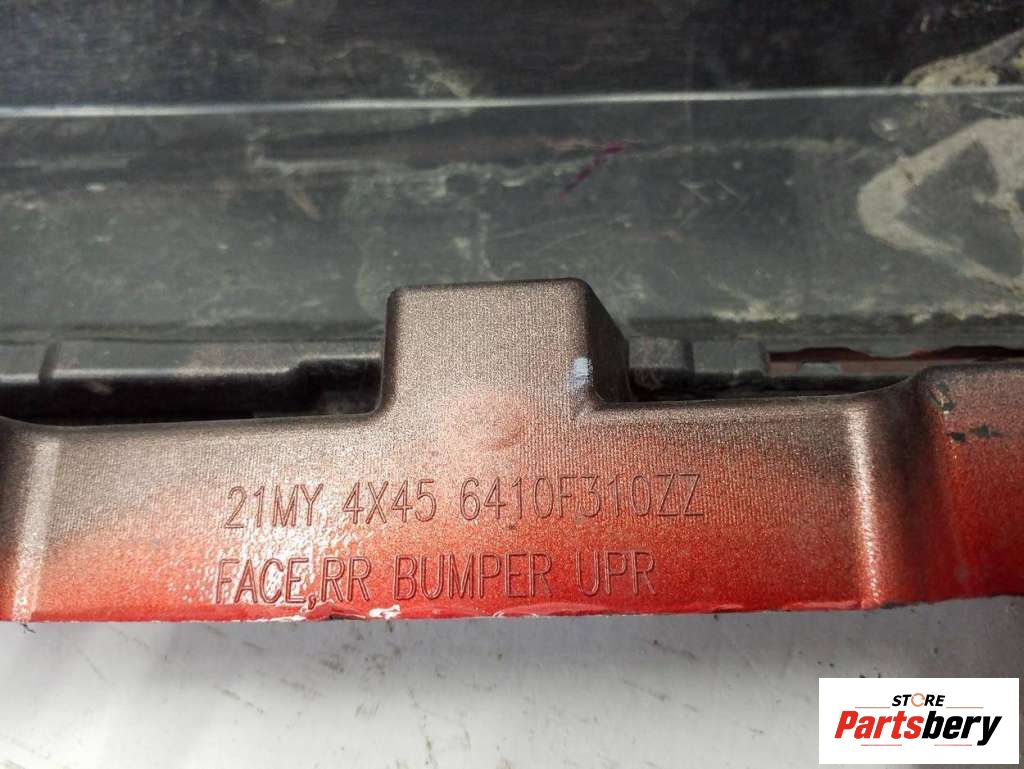 21MY 4X45 6410F310ZZ
FACE,RR BUMPER UPR
STORE
Partsbery